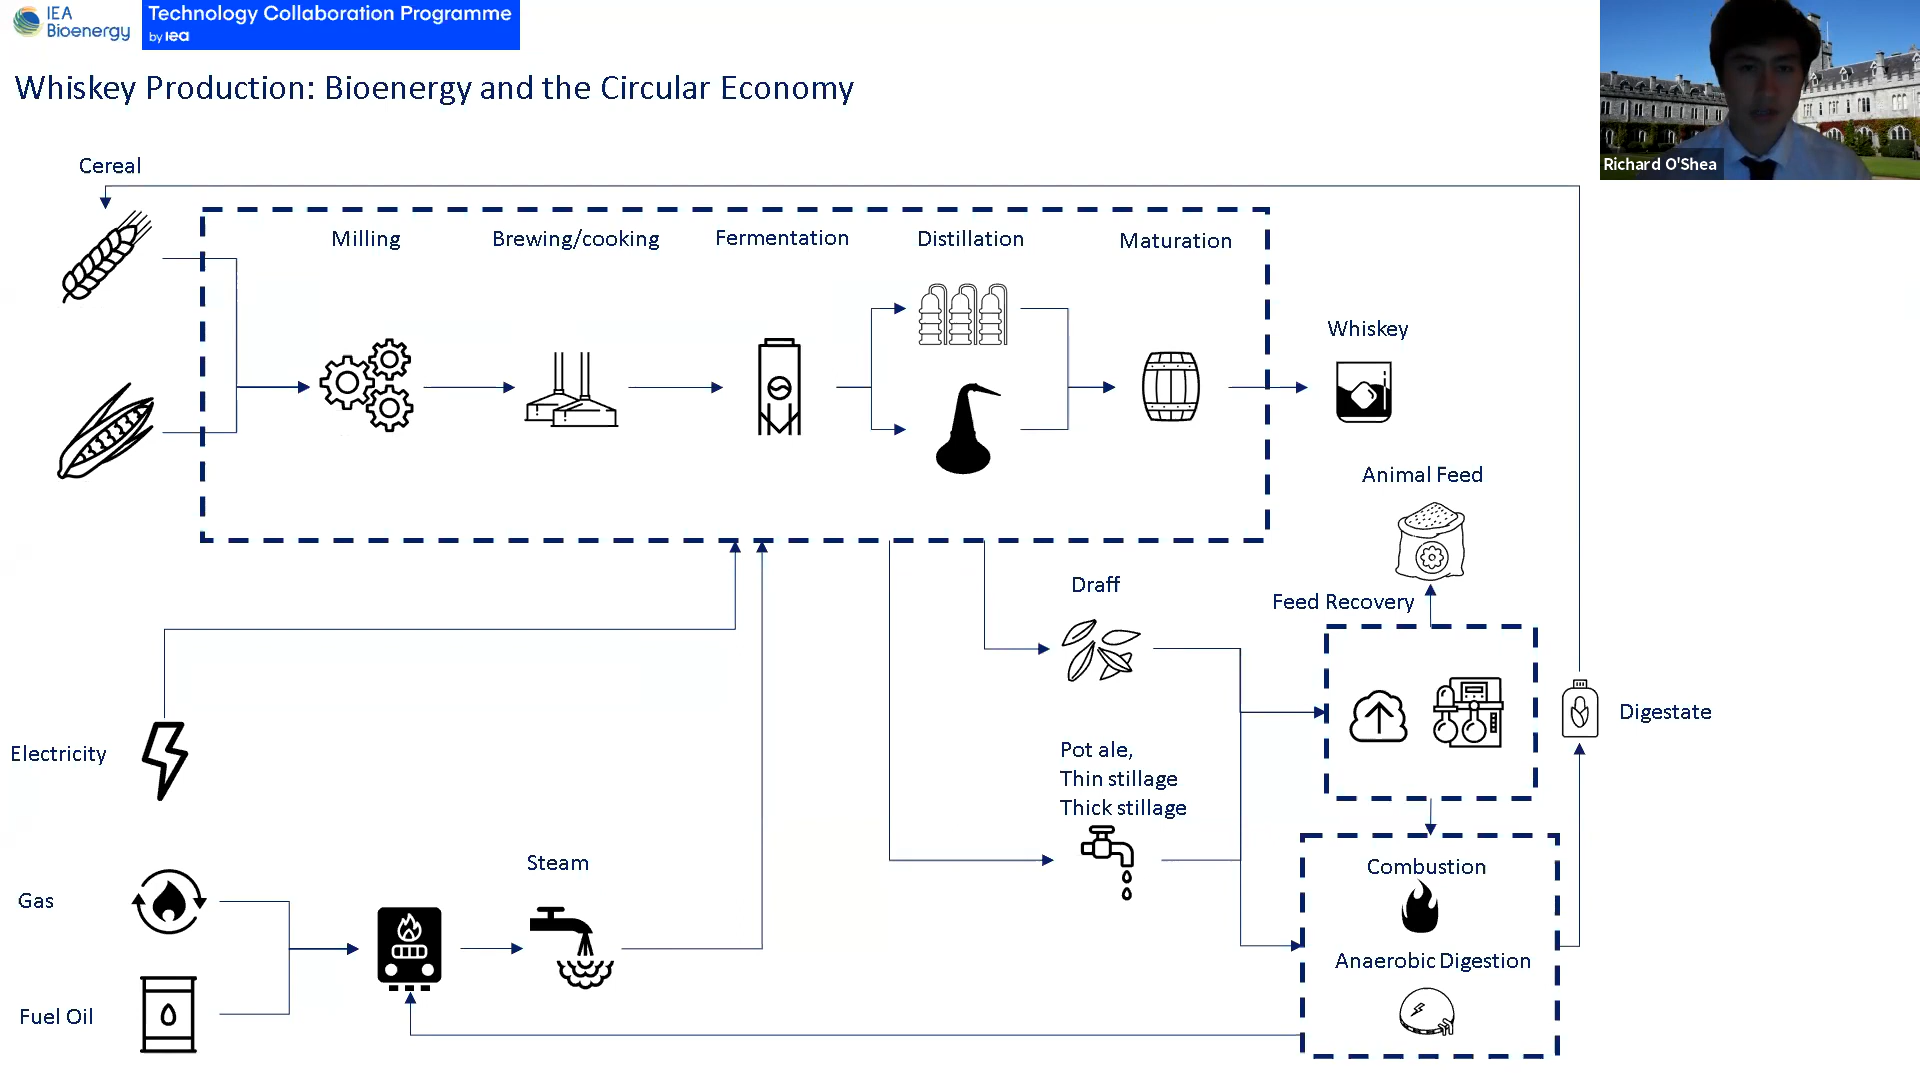 IEA
Bioenergy
Technology Collaboration Programme
by iea
Richard O'Shea
Whiskey Production: Bioenergy and the Circular Economy
Cereal
Milling
Brewing/cooking
Fermentation
Distillation
Maturation
Whiskey
Animal Feed
Draff
Feed Recovery
Digestate
Electricity
Pot ale,
Thin stillage
Thick stillage
Gas
Steam
Combustion
Anaerobic Digestion
Fuel Oil